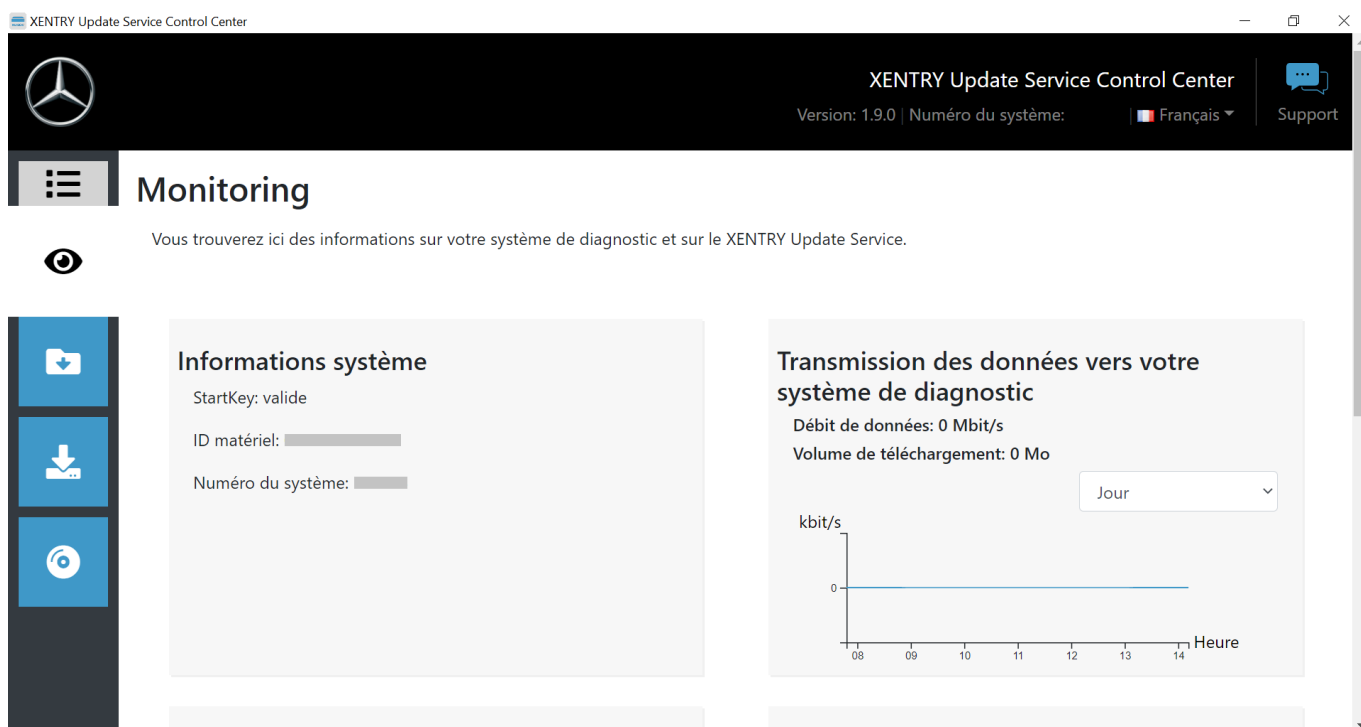 XENTRY Update Service Control Center
XENTRY Update Service Control Center
Version: 1.9.0 | Numéro du système: | Français
Support
Monitoring
Vous trouverez ici des informations sur votre système de diagnostic et sur le XENTRY Update Service.
Informations système
StartKey: valide
ID matériel:
Numéro du système:
Transmission des données vers votre
système de diagnostic
Débit de données: 0 Mbit/s
Volume de téléchargement: 0 Mo
Jour
kbit/s
0
Heure
08 09 10 11 12 13 14